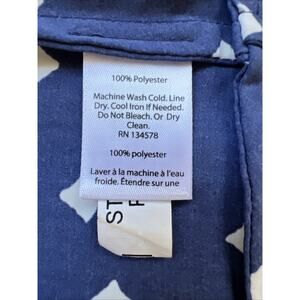 100% Polyester
Machine Wash Cold. Line
Dry. Cool Iron If Needed.
Do Not Bleach. Or Dry
Clean.
RN 134578
100% polyester
Laver à la machine à l'eau
froide. Étendre sur une
ST